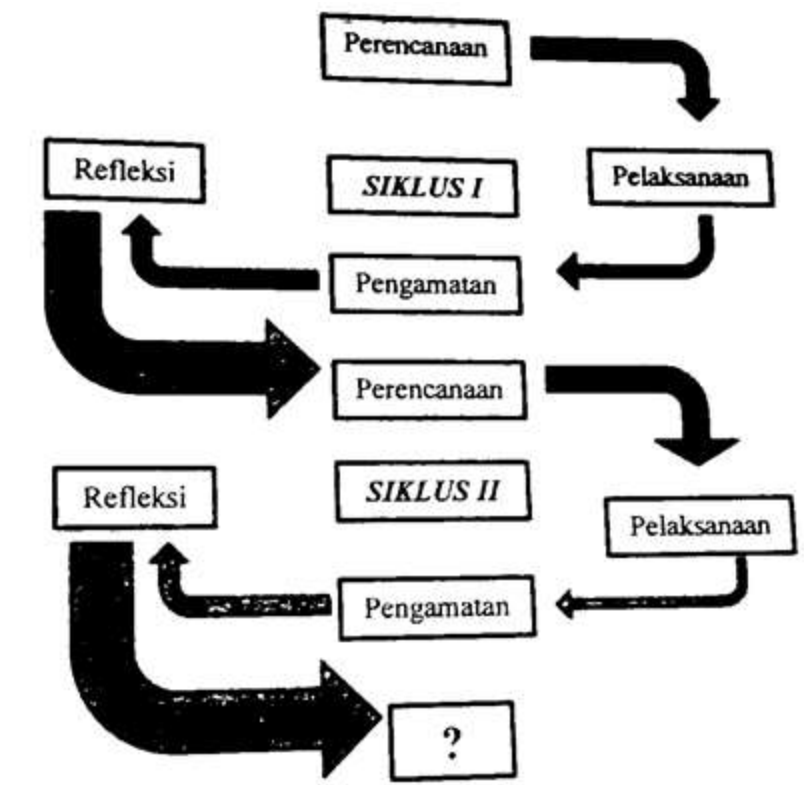 Perencanaan
Refleksi
SIKLUS I
Pelaksanaan
Pengamatan
Perencanaan
Refleksi
SIKLUS II
Pelaksanaan
Pengamatan
?